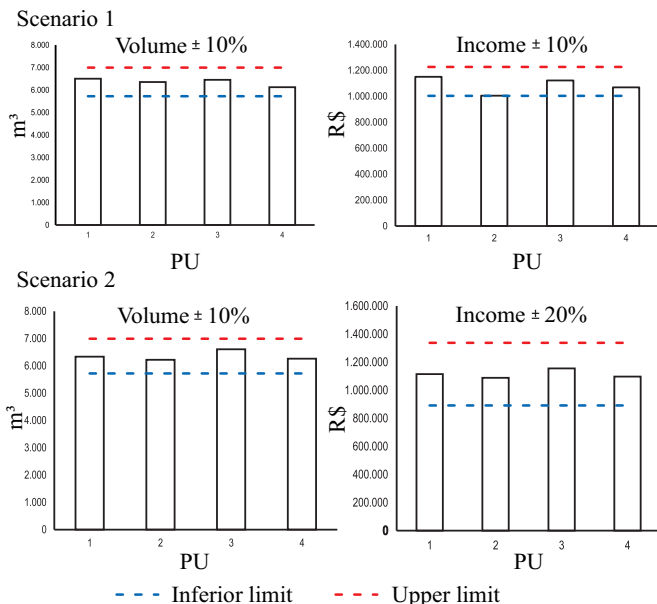 Scenario 1
Volume ± 10%
8.000
7.000
6.000
5.000
4.000
3.000
2.000
1.000
0
m³
1 2 3 4
PU
Income ± 10%
1.400.000
1.200.000
1.000.000
800.000
600.000
400.000
200.000
0
R$
1 2 3 4
PU
Scenario 2
Volume ± 10%
8.000
7.000
6.000
5.000
4.000
3.000
2.000
1.000
0
m³
1 2 3 4
PU
Income ± 20%
1.600.000
1.400.000
1.200.000
1.000.000
800.000
600.000
400.000
200.000
0
R$
1 2 3 4
PU
Inferior limit Upper limit